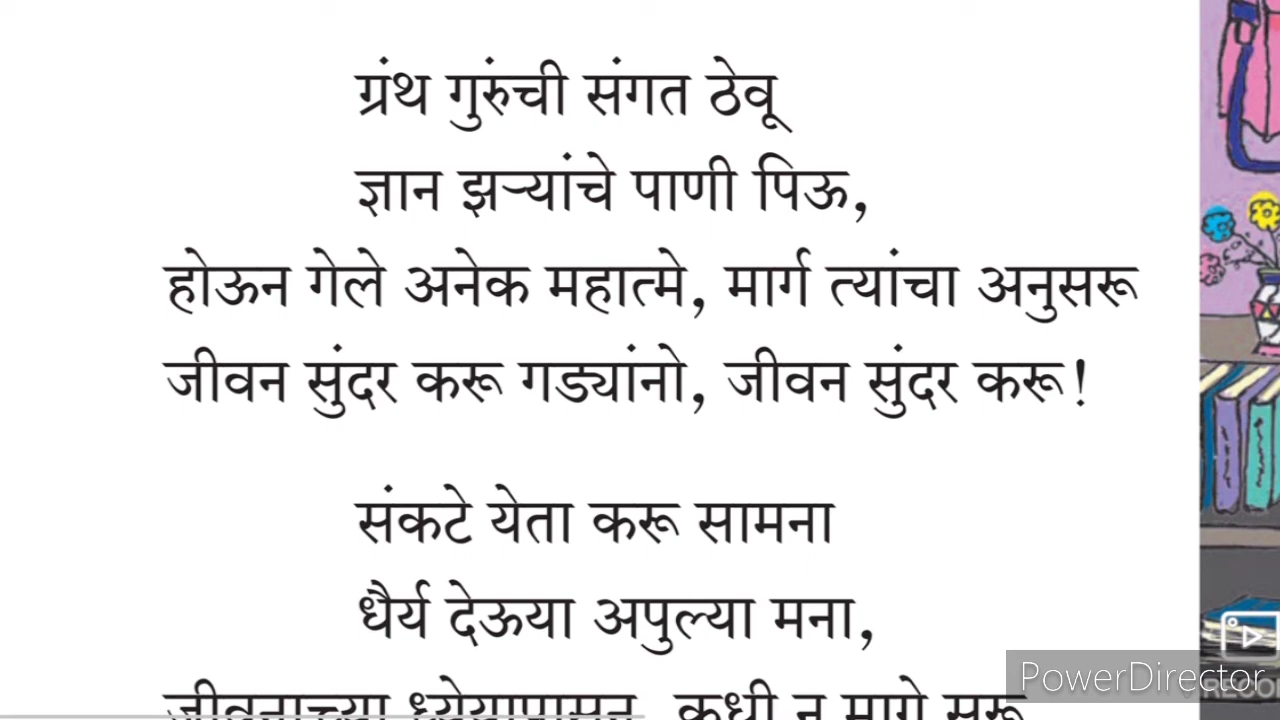 ग्रंथ गुरुंची संगत ठेवू
ज्ञान झऱ्यांचे पाणी पिऊ,
होऊन गेले अनेक महात्मे, मार्ग त्यांचा अनुसरू
जीवन सुंदर करू गड्यांनो, जीवन सुंदर करू!
संकटे येता करू सामना
धैर्य देऊया अपुल्या मना,
जीवनाच्या ध्येयापासून, कधी न मागे सरू
PowerDirector